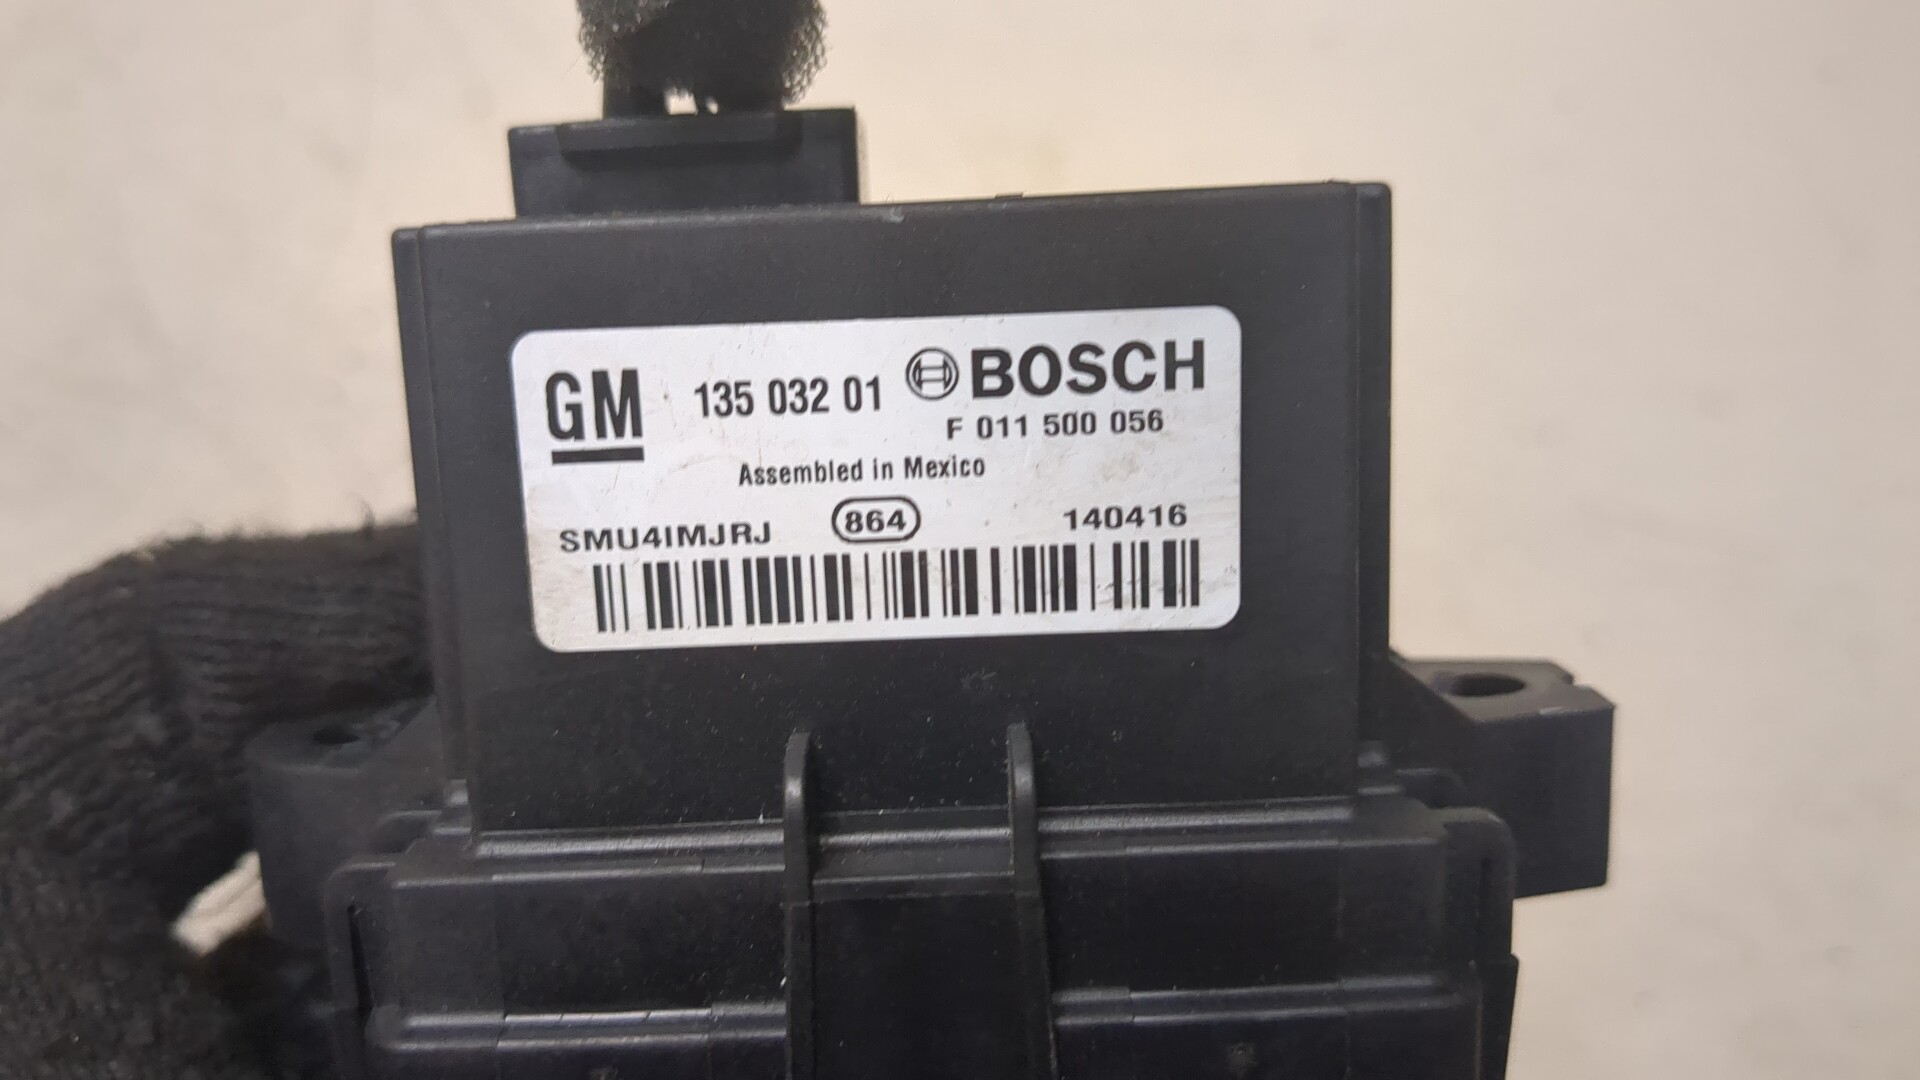 GM 135 032 01 BOSCH
F 011 500 056
Assembled in Mexico
SMU4IMJRJ 864 140416